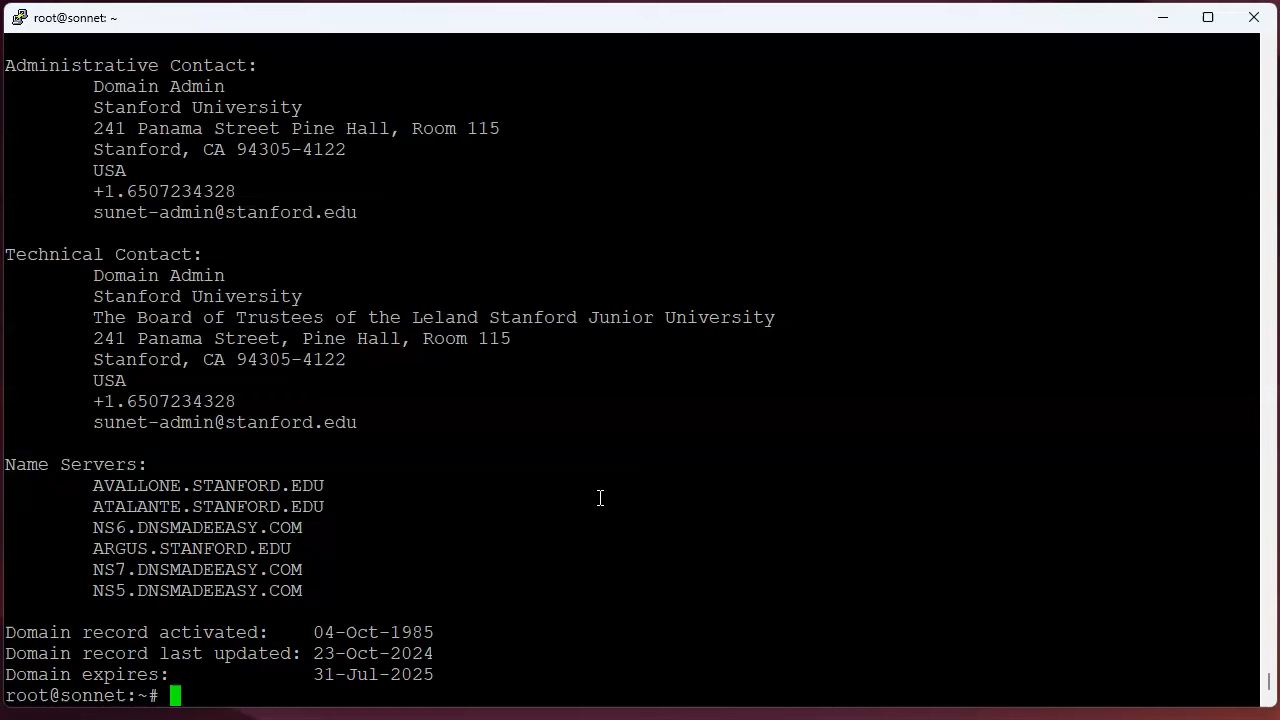 root@sonnet: ~
Administrative Contact:
Domain Admin
Stanford University
241 Panama Street Pine Hall, Room 115
Stanford, CA 94305-4122
USA
+1.6507234328
sunet-admin@stanford.edu
Technical Contact:
Domain Admin
Stanford University
The Board of Trustees of the Leland Stanford Junior University
241 Panama Street, Pine Hall, Room 115
Stanford, CA 94305-4122
USA
+1.6507234328
sunet-admin@stanford.edu
Name Servers:
AVALLONE.STANFORD.EDU
ATALANTE.STANFORD.EDU
NS6.DNSMADEEASY.COM
ARGUS.STANFORD.EDU
NS7.DNSMADEEASY.COM
NS5.DNSMADEEASY.COM
Domain record activated: 04-Oct-1985
Domain record last updated: 23-Oct-2024
Domain expires: 31-Jul-2025
root@sonnet:~#